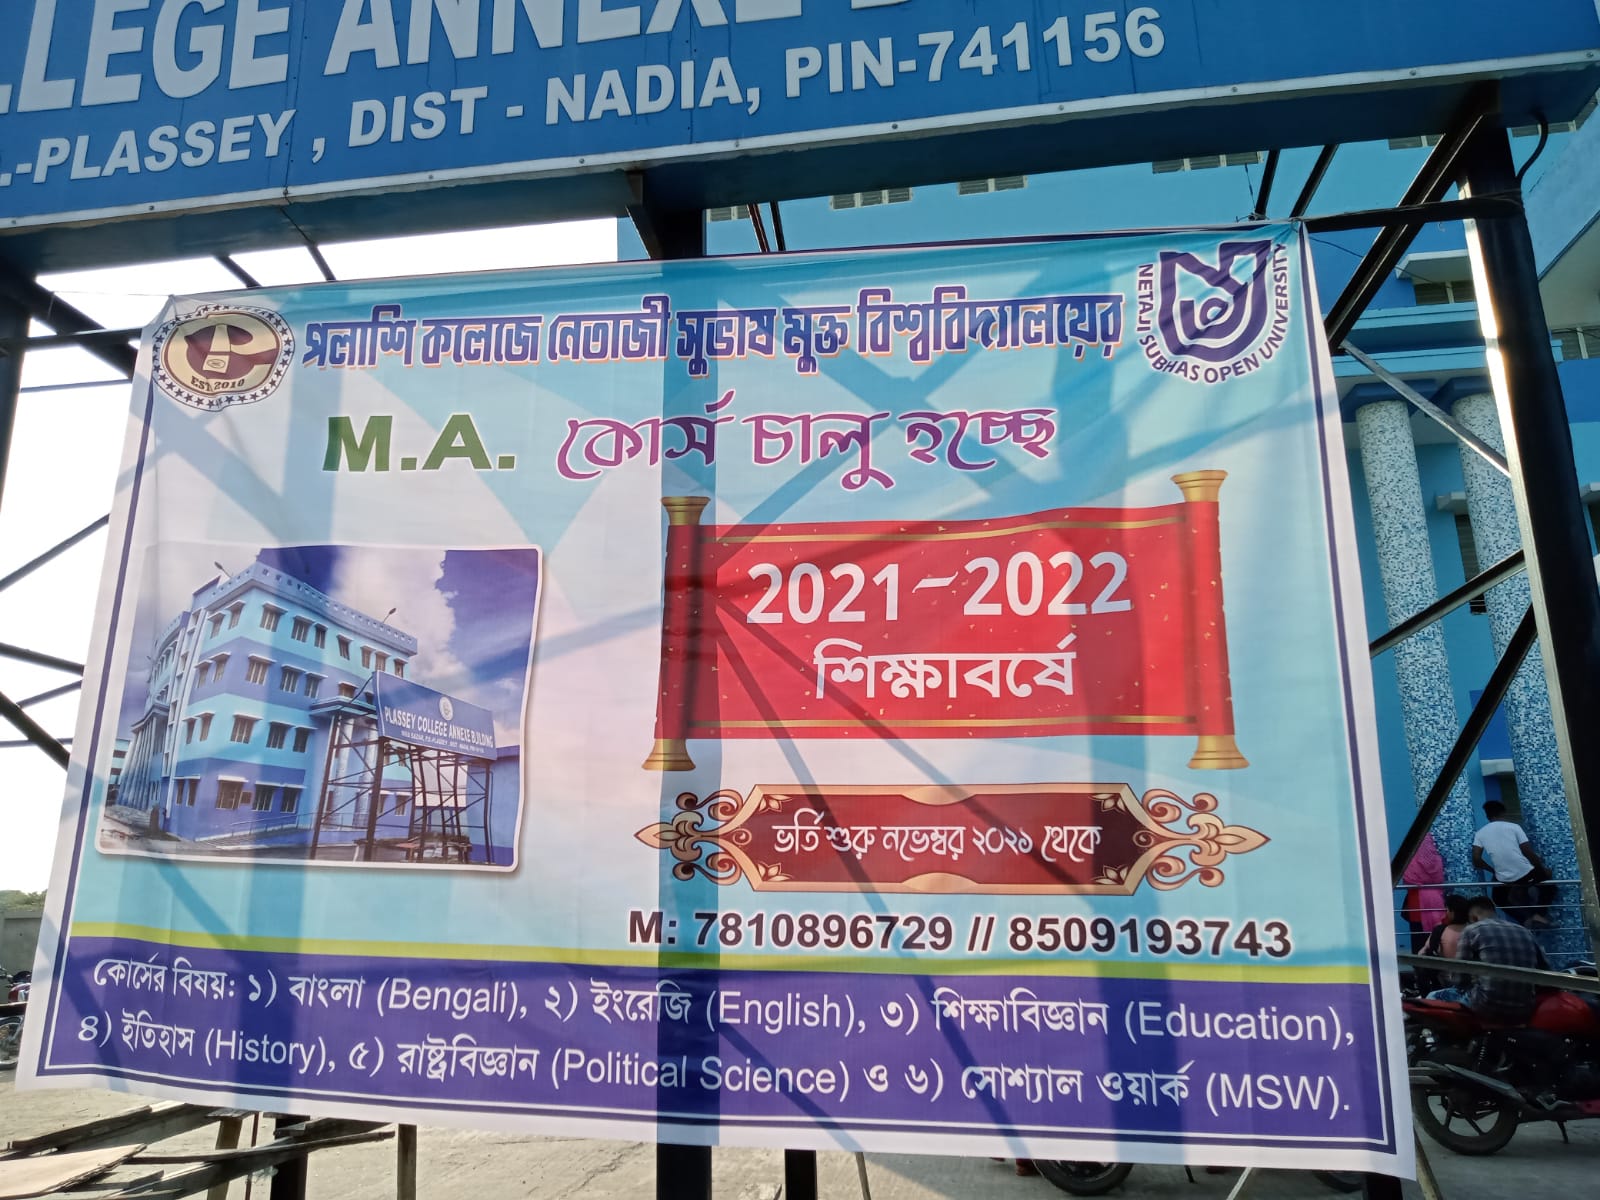 LLEGE ANNEXE B
.-PLASSEY , DIST - NADIA, PIN-741156
EST. 2010
পলাশি কলেজে নেতাজী সুভাষ মুক্ত বিশ্ববিদ্যালয়ের
NETAJI SUBHAS OPEN UNIVERSITY
M.A. কোর্স চালু হচ্ছে
2021-2022
শিক্ষাবর্ষে
PLASSEY COLLEGE ANNEXE BUILDING
ভর্তি শুরু নভেম্বর ২০২১ থেকে
M: 7810896729 // 8509193743
কোর্সের বিষয়: ১) বাংলা (Bengali), ২) ইংরেজি (English), ৩) শিক্ষাবিজ্ঞান (Education),
৪) ইতিহাস (History), ৫) রাষ্ট্রবিজ্ঞান (Political Science) ও ৬) সোশ্যাল ওয়ার্ক (MSW).